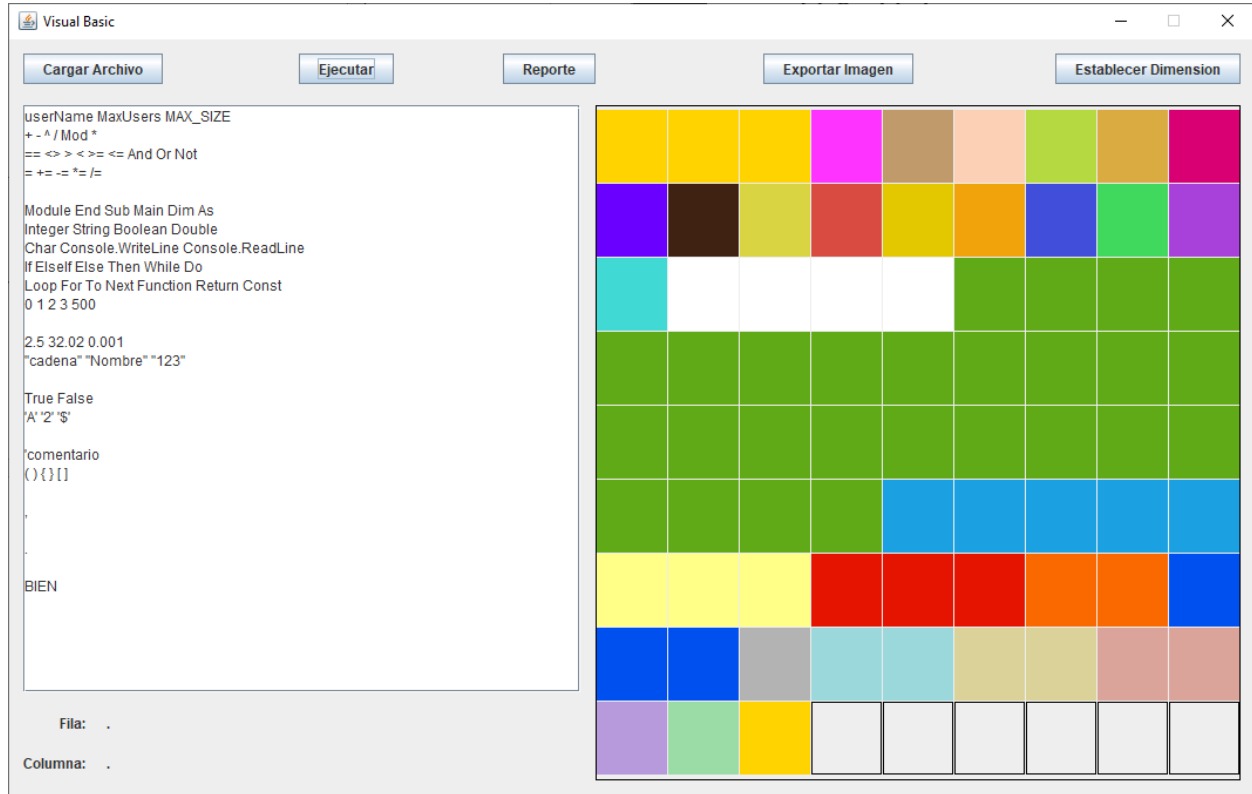 Visual Basic
Cargar Archivo
Ejecutar
Reporte
Exportar Imagen
Establecer Dimension
userName MaxUsers MAX_SIZE
+ - ^ / Mod *
== <> > < >= <= And Or Not
= += -= *= /=
Module End Sub Main Dim As
Integer String Boolean Double
Char Console.WriteLine Console.ReadLine
If ElseIf Else Then While Do
Loop For To Next Function Return Const
0 1 2 3 500
2.5 32.02 0.001
"cadena" "Nombre" "123"
True False
'A' '2' '$'
'comentario
( ) { } [ ]
,
.
BIEN
Fila: .
Columna: .